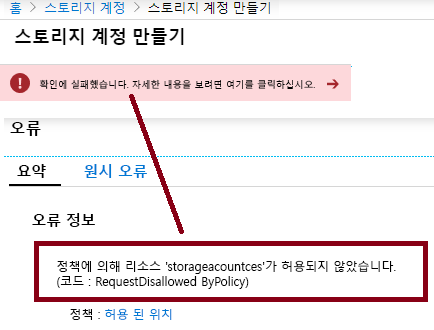 홈 > 스토리지 계정 > 스토리지 계정 만들기
스토리지 계정 만들기
확인에 실패했습니다. 자세한 내용을 보려면 여기를 클릭하십시오. →
오류
요약 원시 오류
오류 정보
정책에 의해 리소스 'storageacountces'가 허용되지 않았습니다.
(코드 : RequestDisallowed ByPolicy)
정책 : 허용 된 위치